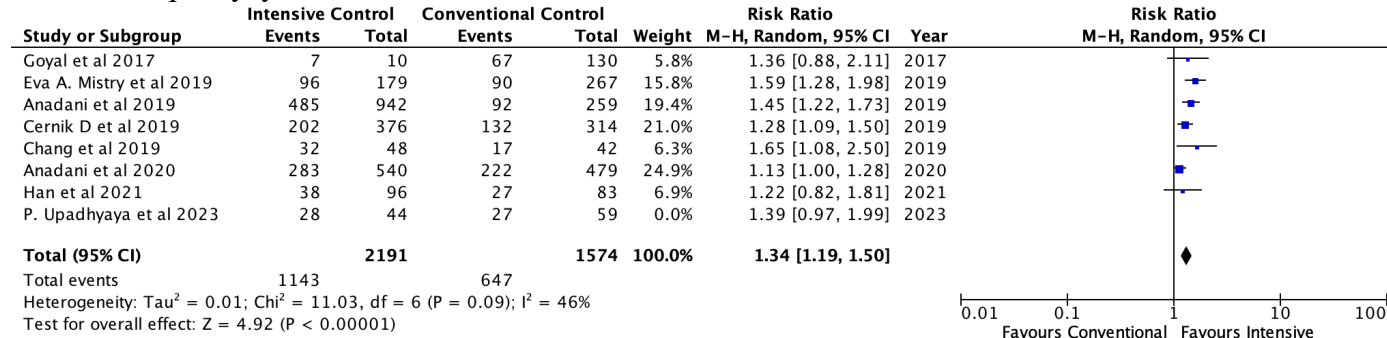 Intensive Control Conventional Control Risk Ratio Risk Ratio
Study or Subgroup Events Total Events Total Weight M-H, Random, 95% CI Year M-H, Random, 95% CI
Goyal et al 2017 7 10 67 130 5.8% 1.36 [0.88, 2.11] 2017
Eva A. Mistry et al 2019 96 179 90 267 15.8% 1.59 [1.28, 1.98] 2019
Anadani et al 2019 485 942 92 259 19.4% 1.45 [1.22, 1.73] 2019
Cernik D et al 2019 202 376 132 314 21.0% 1.28 [1.09, 1.50] 2019
Chang et al 2019 32 48 17 42 6.3% 1.65 [1.08, 2.50] 2019
Anadani et al 2020 283 540 222 479 24.9% 1.13 [1.00, 1.28] 2020
Han et al 2021 38 96 27 83 6.9% 1.22 [0.82, 1.81] 2021
P. Upadhyaya et al 2023 28 44 27 59 0.0% 1.39 [0.97, 1.99] 2023
Total (95% CI) 2191 1574 100.0% 1.34 [1.19, 1.50]
Total events 1143 647
Heterogeneity: Tau² = 0.01; Chi² = 11.03, df = 6 (P = 0.09); I² = 46%
Test for overall effect: Z = 4.92 (P < 0.00001)
0.01 0.1 1 10 100
Favours Conventional Favours Intensive